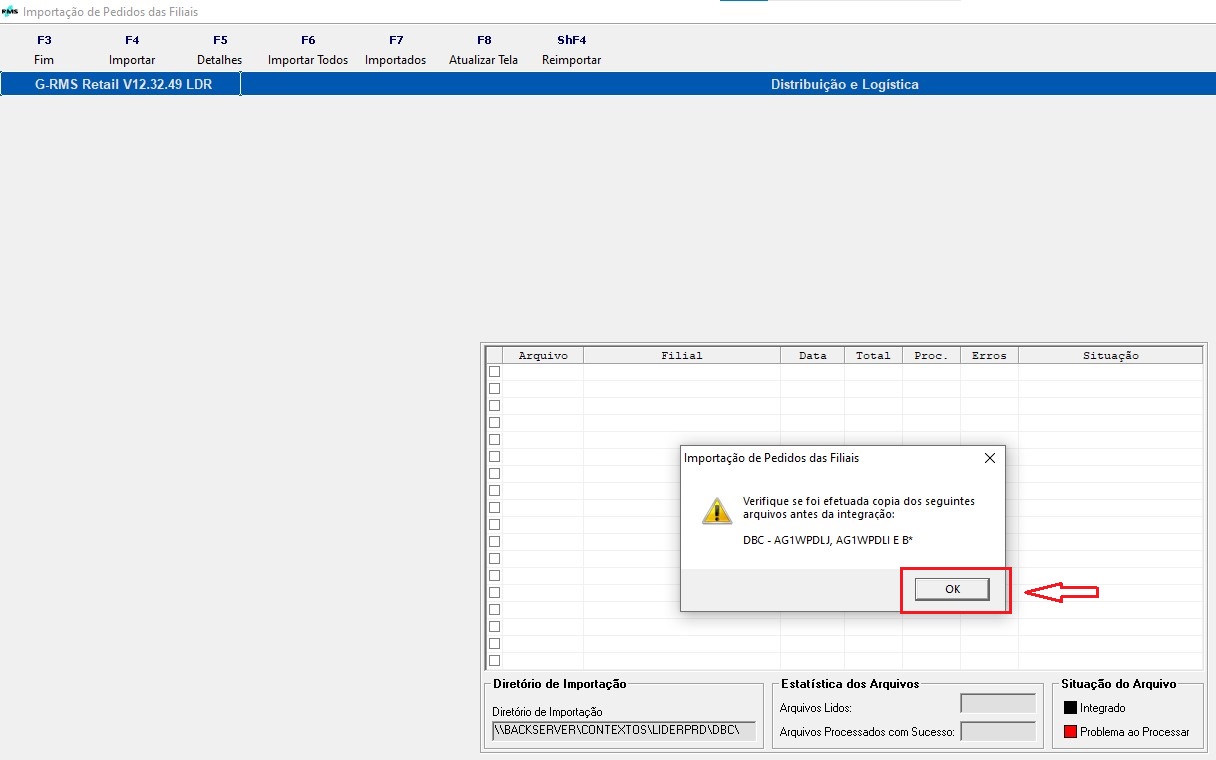 RMS Importação de Pedidos das Filiais
F3 F4 F5 F6 F7 F8 ShF4
Fim Importar Detalhes Importar Todos Importados Atualizar Tela Reimportar
G-RMS Retail V12.32.49 LDR Distribuição e Logística
Arquivo Filial Data Total Proc. Erros Situação
Importação de Pedidos das Filiais
Verifique se foi efetuada copia dos seguintes
arquivos antes da integração:
DBC - AG1WPDLJ, AG1WPDLI E B*
OK
Diretório de Importação
Diretório de Importação
\\BACKSERVER\CONTEXTOS\LIDERPRD\DBC\
Estatística dos Arquivos
Arquivos Lidos:
Arquivos Processados com Sucesso:
Situação do Arquivo
Integrado
Problema ao Processar